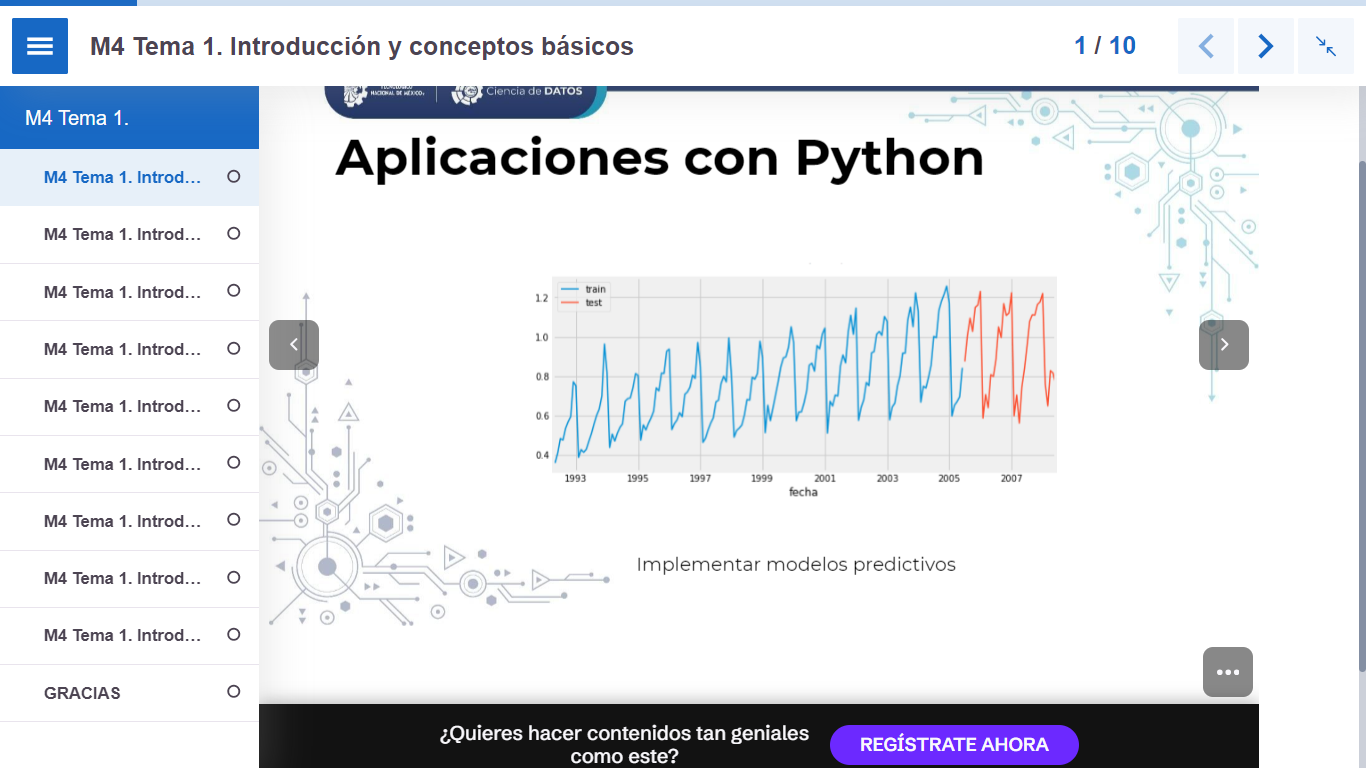 M4 Tema 1. Introducción y conceptos básicos
1 / 10
M4 Tema 1.
M4 Tema 1. Introd...
M4 Tema 1. Introd...
M4 Tema 1. Introd...
M4 Tema 1. Introd...
M4 Tema 1. Introd...
M4 Tema 1. Introd...
M4 Tema 1. Introd...
M4 Tema 1. Introd...
M4 Tema 1. Introd...
GRACIAS
TECNOLÓGICO
NACIONAL DE MÉXICO
Ciencia de DATOS
Aplicaciones con Python
train
test
1.2
1.0
0.8
0.6
0.4
1993 1995 1997 1999 2001 2003 2005 2007
fecha
Implementar modelos predictivos
¿Quieres hacer contenidos tan geniales
como este?
REGÍSTRATE AHORA